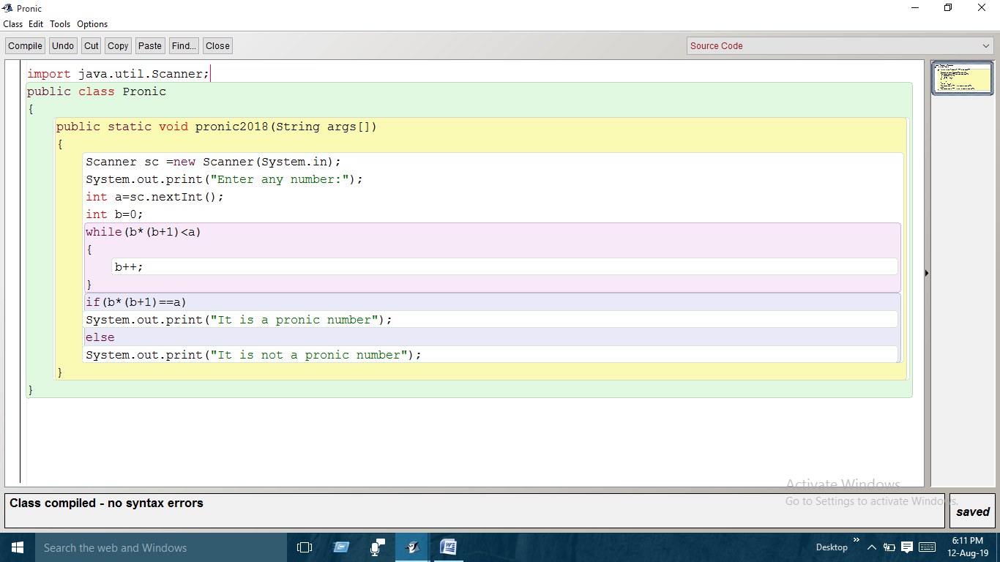 Pronic
Class Edit Tools Options
Compile Undo Cut Copy Paste Find... Close Source Code
import java.util.Scanner;
public class Pronic
{
public static void pronic2018(String args[])
{
Scanner sc =new Scanner(System.in);
System.out.print("Enter any number:");
int a=sc.nextInt();
int b=0;
while(b*(b+1)<a)
{
b++;
}
if(b*(b+1)==a)
System.out.print("It is a pronic number");
else
System.out.print("It is not a pronic number");
}
}
Activate Windows
Go to Settings to activate Windows.
Class compiled - no syntax errors
saved
Search the web and Windows
Desktop
6:11 PM
12-Aug-19